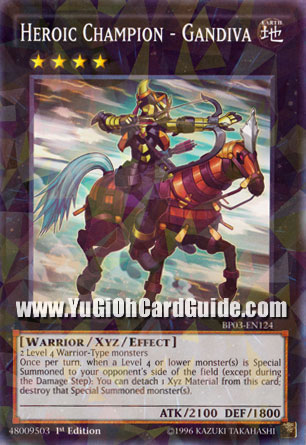 HEROIC CHAMPION - GANDIVA
EARTH
地
www.YuGiOhCardGuide.com
BP03-EN124
[WARRIOR / XYZ / EFFECT]
2 Level 4 Warrior-Type monsters
Once per turn, when a Level 4 or lower monster(s) is Special
Summoned to your opponent's side of the field (except during
the Damage Step): You can detach 1 Xyz Material from this card;
destroy that Special Summoned monster(s).
ATK/2100 DEF/1800
48009503 1st Edition ©1996 KAZUKI TAKAHASHI